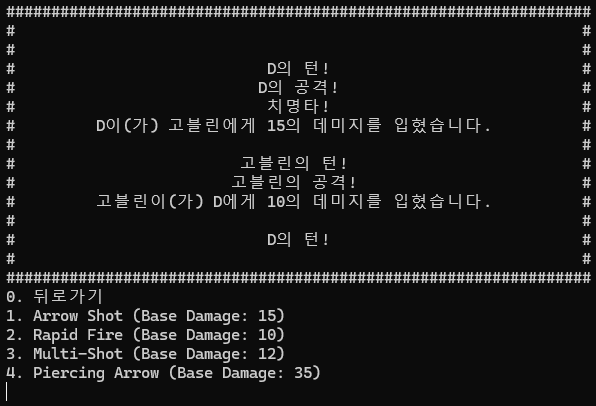 #################################################################
#                                                               #
#                                                               #
#                            D의 턴!                            #
#                           D의 공격!                           #
#                            치명타!                            #
#         D이(가) 고블린에게 15의 데미지를 입혔습니다.          #
#                                                               #
#                         고블린의 턴!                          #
#                        고블린의 공격!                         #
#         고블린이(가) D에게 10의 데미지를 입혔습니다.          #
#                                                               #
#                            D의 턴!                            #
#                                                               #
#################################################################
0. 뒤로가기
1. Arrow Shot (Base Damage: 15)
2. Rapid Fire (Base Damage: 10)
3. Multi-Shot (Base Damage: 12)
4. Piercing Arrow (Base Damage: 35)